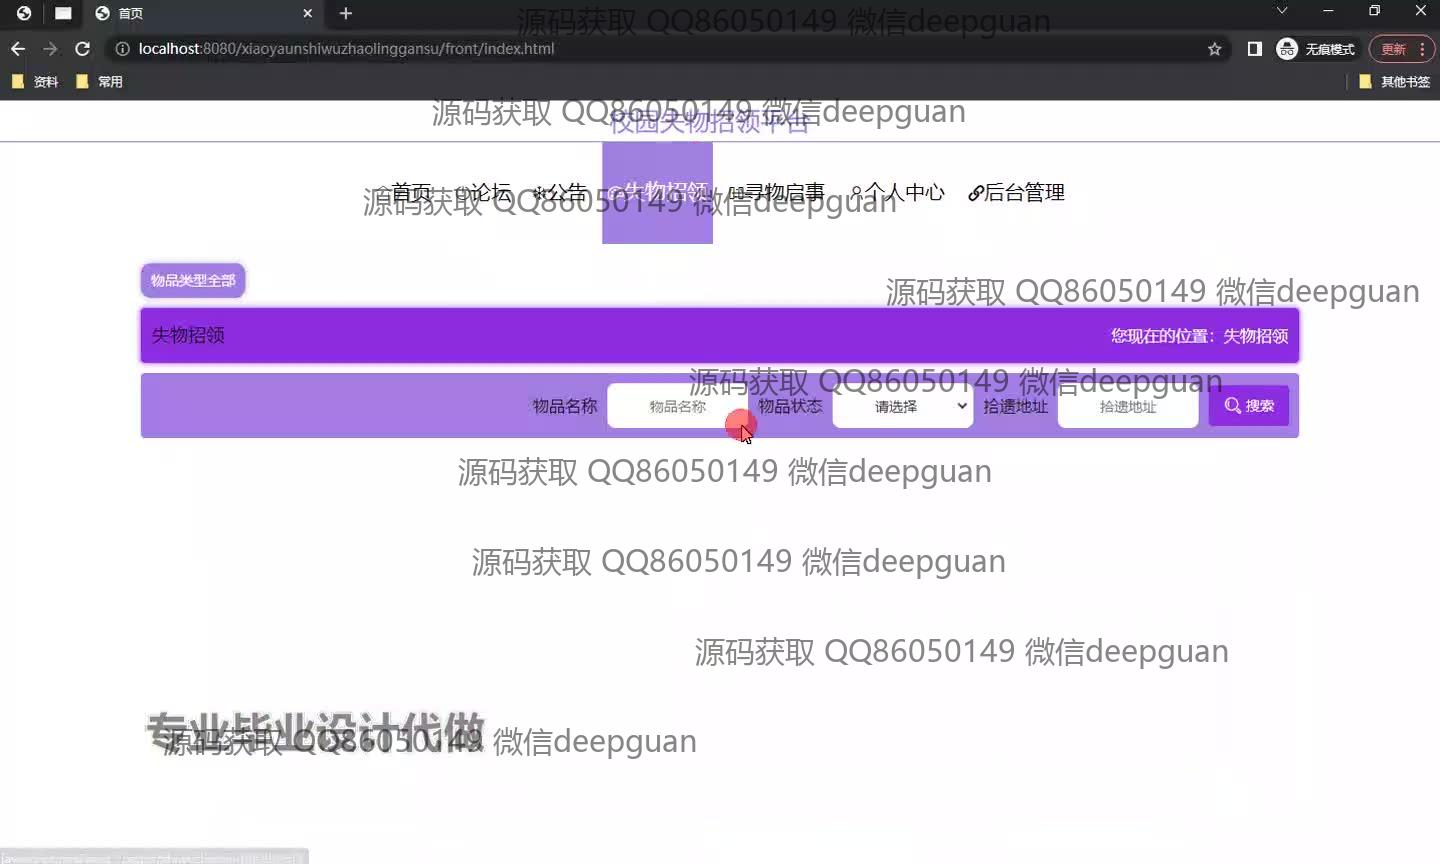 首页
源码获取 QQ86050149 微信deepguan
localhost:8080/xiaoyaunshiwuzhaolinggansu/front/index.html
无痕模式
更新
资料
常用
其他书签
源码获取 QQ86050149 微信deepguan
校园失物招领平台
首页
论坛
公告
失物招领
寻物启事
个人中心
后台管理
源码获取 QQ86050149 微信deepguan
物品类型全部
源码获取 QQ86050149 微信deepguan
失物招领
您现在的位置：失物招领
源码获取 QQ86050149 微信deepguan
物品名称
物品名称
物品状态
请选择
拾遗地址
拾遗地址
搜索
源码获取 QQ86050149 微信deepguan
源码获取 QQ86050149 微信deepguan
源码获取 QQ86050149 微信deepguan
专业毕业设计代做
源码获取 QQ86050149 微信deepguan